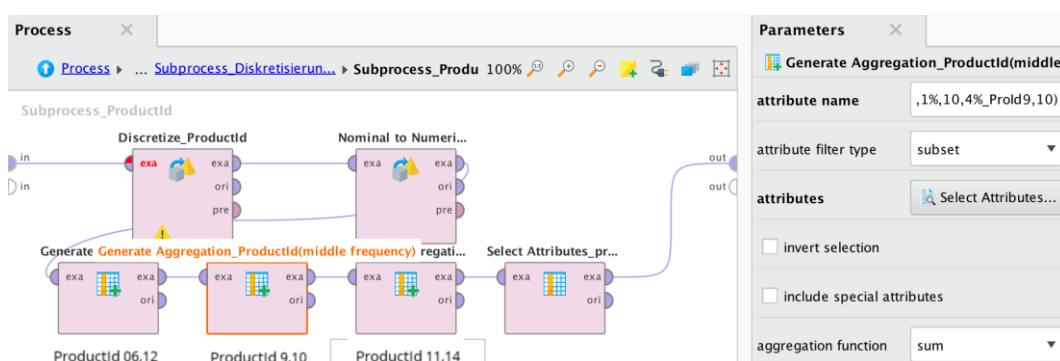 Process
Process ▸ ... Subprocess_Diskretisierun... ▸ Subprocess_Produ 100%
Subprocess_ProductId
Discretize_ProductId
Nominal to Numeri...
in
in
exa exa
ori
pre
exa exa
ori
pre
out
out
Generate Generate Aggregation_ProductId(middle frequency) regati... Select Attributes_pr...
exa exa
ori
exa exa
ori
exa exa
ori
exa exa
ori
ProductId 06,12
ProductId 9,10
ProductId 11,14
Parameters
Generate Aggregation_ProductId(middle
attribute name ,1%,10,4%_ProId9,10)
attribute filter type subset
attributes Select Attributes...
invert selection
include special attributes
aggregation function sum